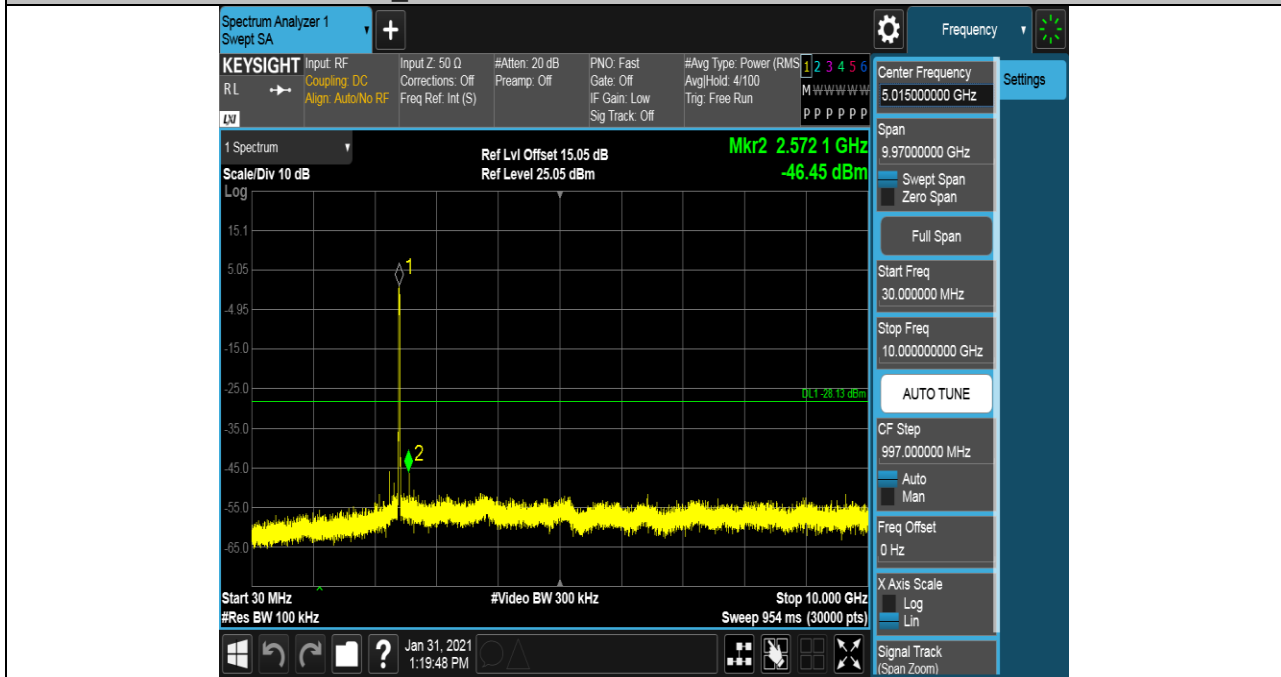 Spectrum Analyzer 1
Swept SA
+
Frequency
KEYSIGHT Input: RF Input Z: 50 Ω #Atten: 20 dB PNO: Fast #Avg Type: Power (RMS 1 2 3 4 5 6
RL Coupling: DC Corrections: Off Preamp: Off Gate: Off Avg|Hold: 4/100 M W W W W W
Align: Auto/No RF Freq Ref: Int (S) IF Gain: Low Trig: Free Run
LXI Sig Track: Off P P P P P P
1 Spectrum
Ref Lvl Offset 15.05 dB Mkr2 2.572 1 GHz
Scale/Div 10 dB Ref Level 25.05 dBm -46.45 dBm
Log
15.1
5.05
1
-4.95
-15.0
-25.0
DL1 -28.13 dBm
-35.0
2
-45.0
-55.0
-65.0
Start 30 MHz #Video BW 300 kHz Stop 10.000 GHz
#Res BW 100 kHz Sweep 954 ms (30000 pts)
?
Jan 31, 2021
1:19:48 PM
Center Frequency
5.015000000 GHz
Settings
Span
9.97000000 GHz
Swept Span
Zero Span
Full Span
Start Freq
30.000000 MHz
Stop Freq
10.000000000 GHz
AUTO TUNE
CF Step
997.000000 MHz
Auto
Man
Freq Offset
0 Hz
X Axis Scale
Log
Lin
Signal Track
(Span Zoom)